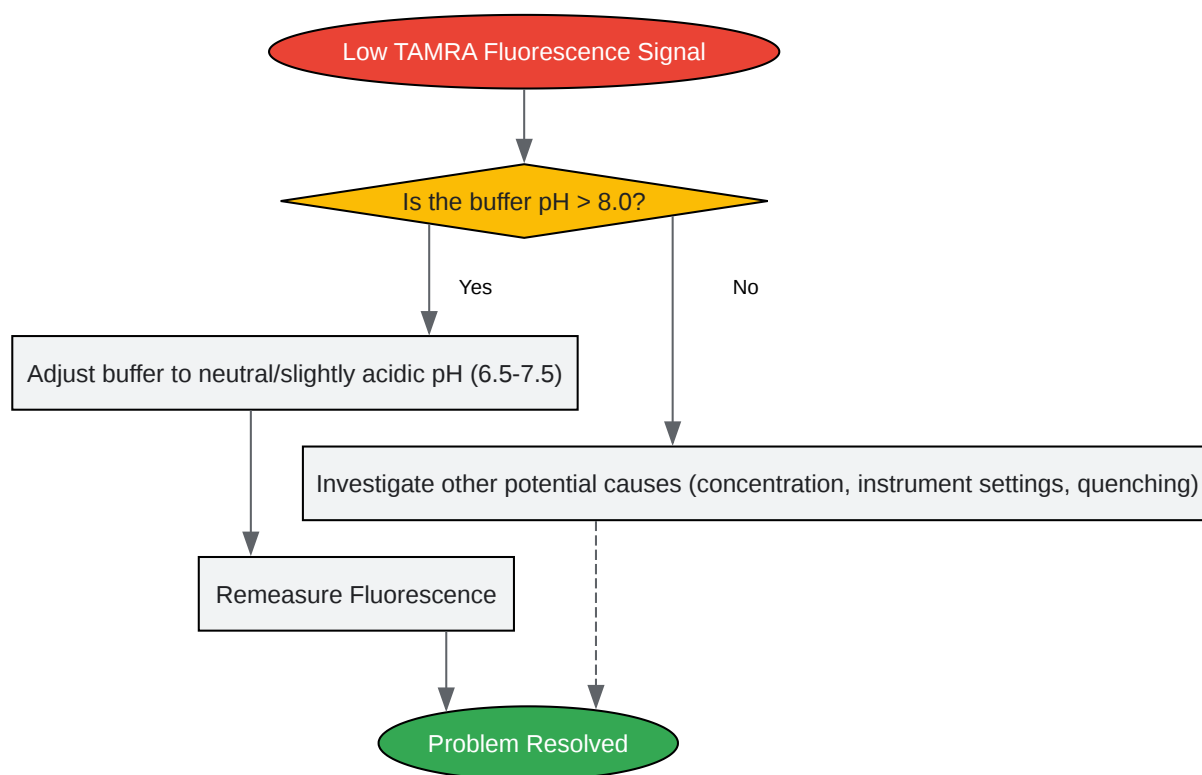 Low TAMRA Fluorescence Signal
Is the buffer pH > 8.0?
Yes
No
Adjust buffer to neutral/slightly acidic pH (6.5-7.5)
Investigate other potential causes (concentration, instrument settings, quenching)
Remeasure Fluorescence
Problem Resolved